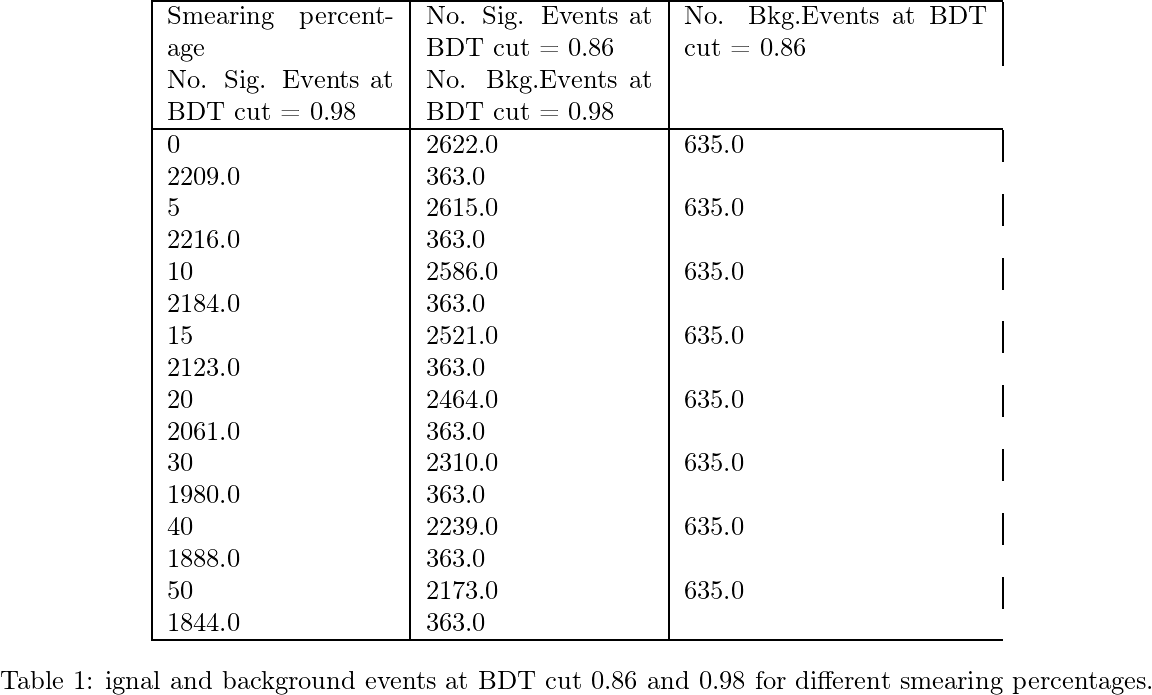 Smearing percent- No. Sig. Events at No. Bkg.Events at BDT
age BDT cut = 0.86 cut = 0.86
No. Sig. Events at No. Bkg.Events at
BDT cut = 0.98 BDT cut = 0.98
0 2622.0 635.0
2209.0 363.0
5 2615.0 635.0
2216.0 363.0
10 2586.0 635.0
2184.0 363.0
15 2521.0 635.0
2123.0 363.0
20 2464.0 635.0
2061.0 363.0
30 2310.0 635.0
1980.0 363.0
40 2239.0 635.0
1888.0 363.0
50 2173.0 635.0
1844.0 363.0
Table 1: ignal and background events at BDT cut 0.86 and 0.98 for different smearing percentages.